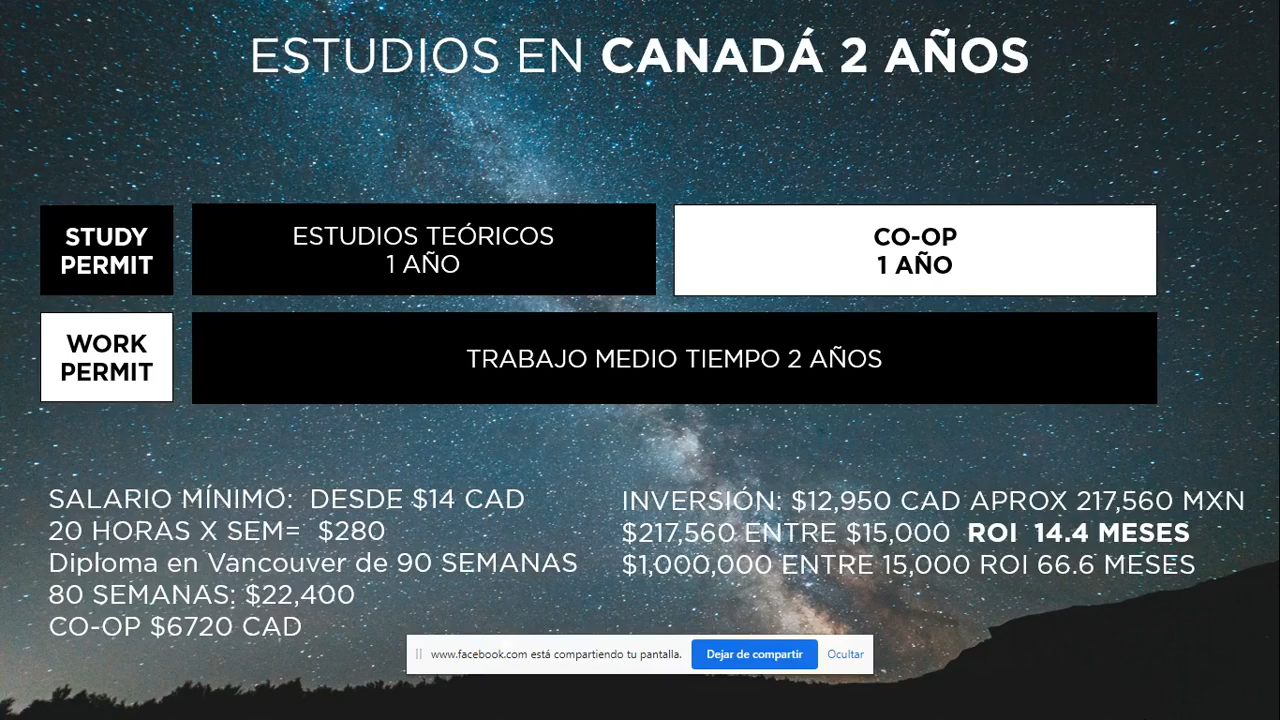 ESTUDIOS EN CANADÁ 2 AÑOS
STUDY
PERMIT
ESTUDIOS TEÓRICOS
1 AÑO
CO-OP
1 AÑO
WORK
PERMIT
TRABAJO MEDIO TIEMPO 2 AÑOS
SALARIO MÍNIMO: DESDE $14 CAD
20 HORAS X SEM= $280
Diploma en Vancouver de 90 SEMANAS
80 SEMANAS: $22,400
CO-OP $6720 CAD
INVERSIÓN: $12,950 CAD APROX 217,560 MXN
$217,560 ENTRE $15,000 ROI 14.4 MESES
$1,000,000 ENTRE 15,000 ROI 66.6 MESES
www.facebook.com está compartiendo tu pantalla.
Dejar de compartir
Ocultar